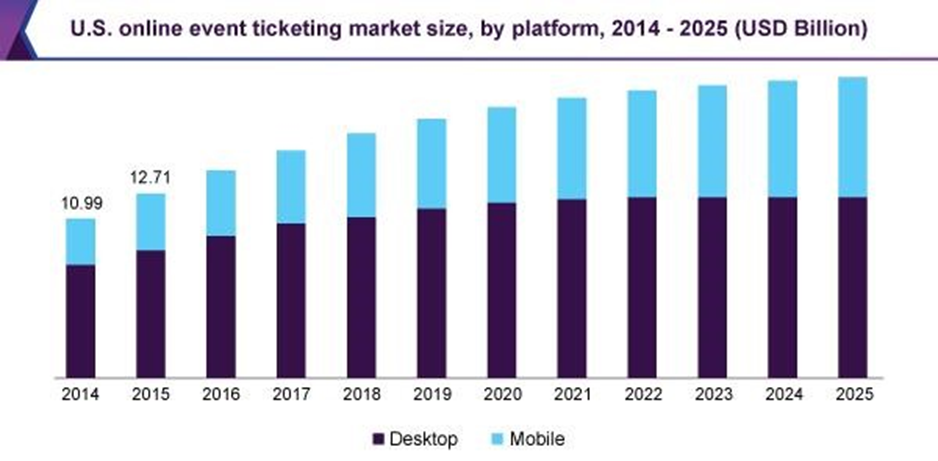 U.S. online event ticketing market size, by platform, 2014 - 2025 (USD Billion)
12.71
10.99
2014 2015 2016 2017 2018 2019 2020 2021 2022 2023 2024 2025
Desktop Mobile